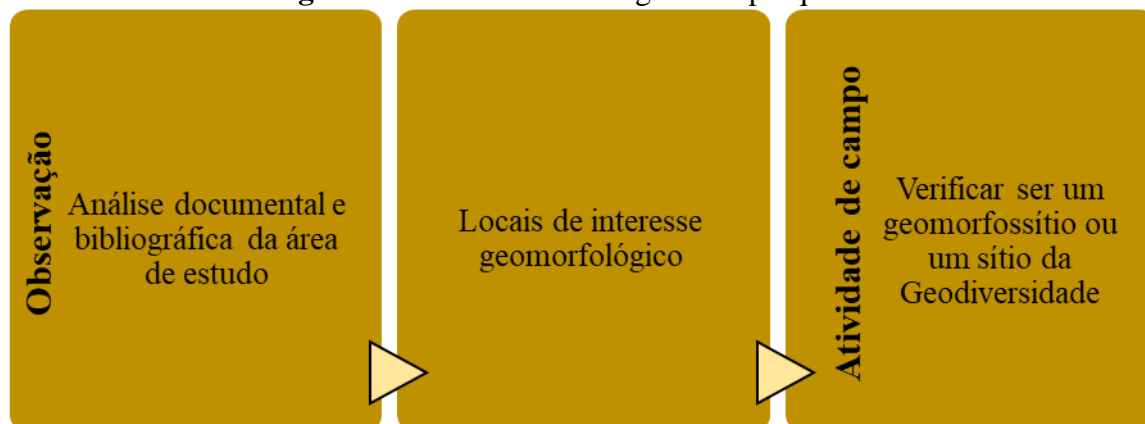 Observação
Análise documental e
bibliográfica da área
de estudo
Locais de interesse
geomorfológico
Atividade de campo
Verificar ser um
geomorfossítio ou
um sítio da
Geodiversidade